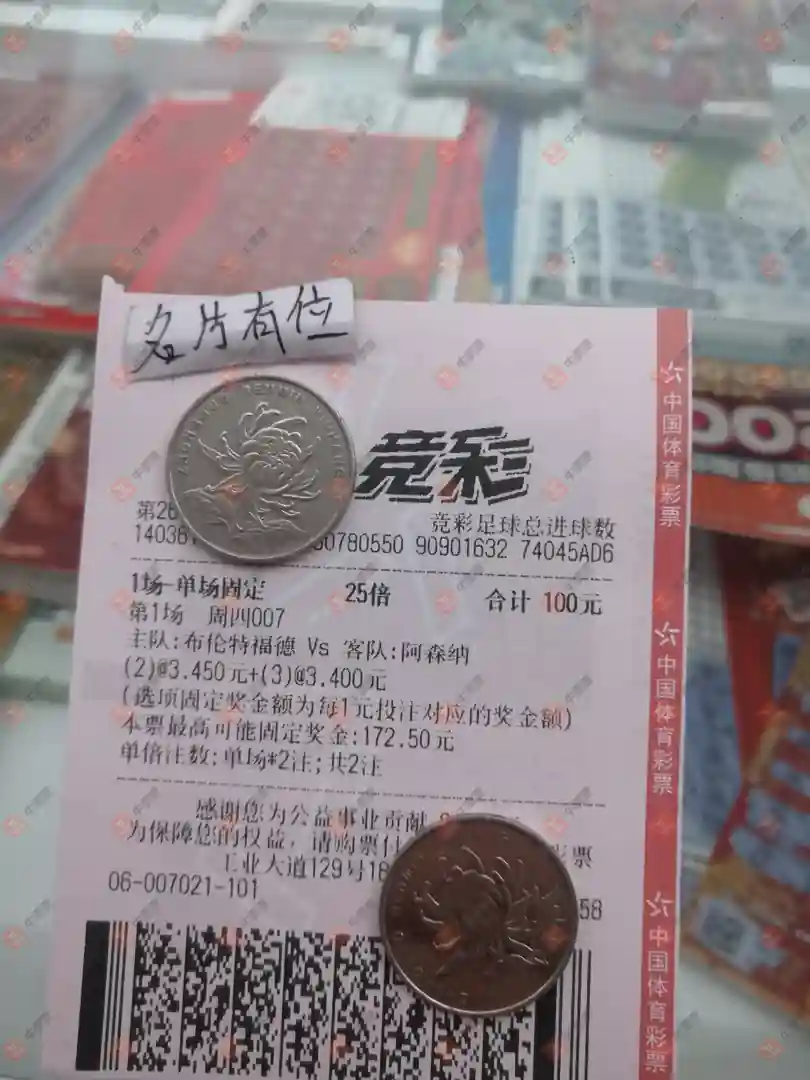 名片有位
竞彩
第26
竞彩足球总进球数
14036
80780550 90901632 74045AD6
1场-单场固定 25倍 合计 100元
第1场 周四007
主队:布伦特福德 Vs 客队:阿森纳
(2)@3.450元+(3)@3.400元
(选项固定奖金额为每1元投注对应的奖金额)
本票最高可能固定奖金:172.50元
单倍注数:单场*2注;共2注
感谢您为公益事业贡献
为保障您的权益,请购票付 彩票
工业大道129号18
06-007021-101 58
中国体育彩票
中国体育彩票
中国体育彩票